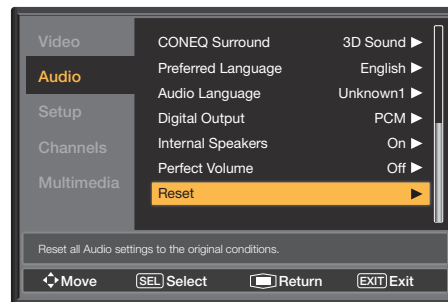 Video
Audio
Setup
Channels
Multimedia
CONEQ Surround 3D Sound
Preferred Language English
Audio Language Unknown1
Digital Output PCM
Internal Speakers On
Perfect Volume Off
Reset
Reset all Audio settings to the original conditions.
Move SEL Select Return EXIT Exit